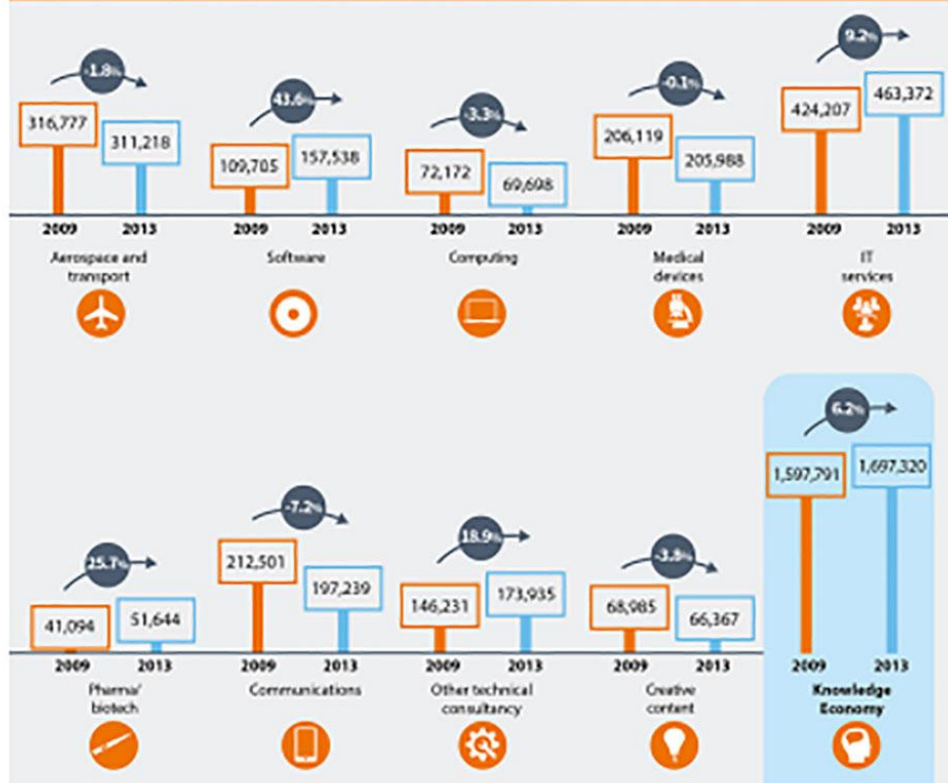 -1.8%
316,777
311,218
2009 2013
Aerospace and
transport
43.6%
109,705
157,538
2009 2013
Software
-3.3%
72,172
69,698
2009 2013
Computing
-0.1%
206,119
205,988
2009 2013
Medical
devices
9.2%
424,207
463,372
2009 2013
IT
services
25.7%
41,094
51,644
2009 2013
Pharma/
biotech
-7.2%
212,501
197,239
2009 2013
Communications
18.9%
146,231
173,935
2009 2013
Other technical
consultancy
-3.8%
68,985
66,367
2009 2013
Creative
content
6.2%
1,597,791
1,697,320
2009 2013
Knowledge
Economy